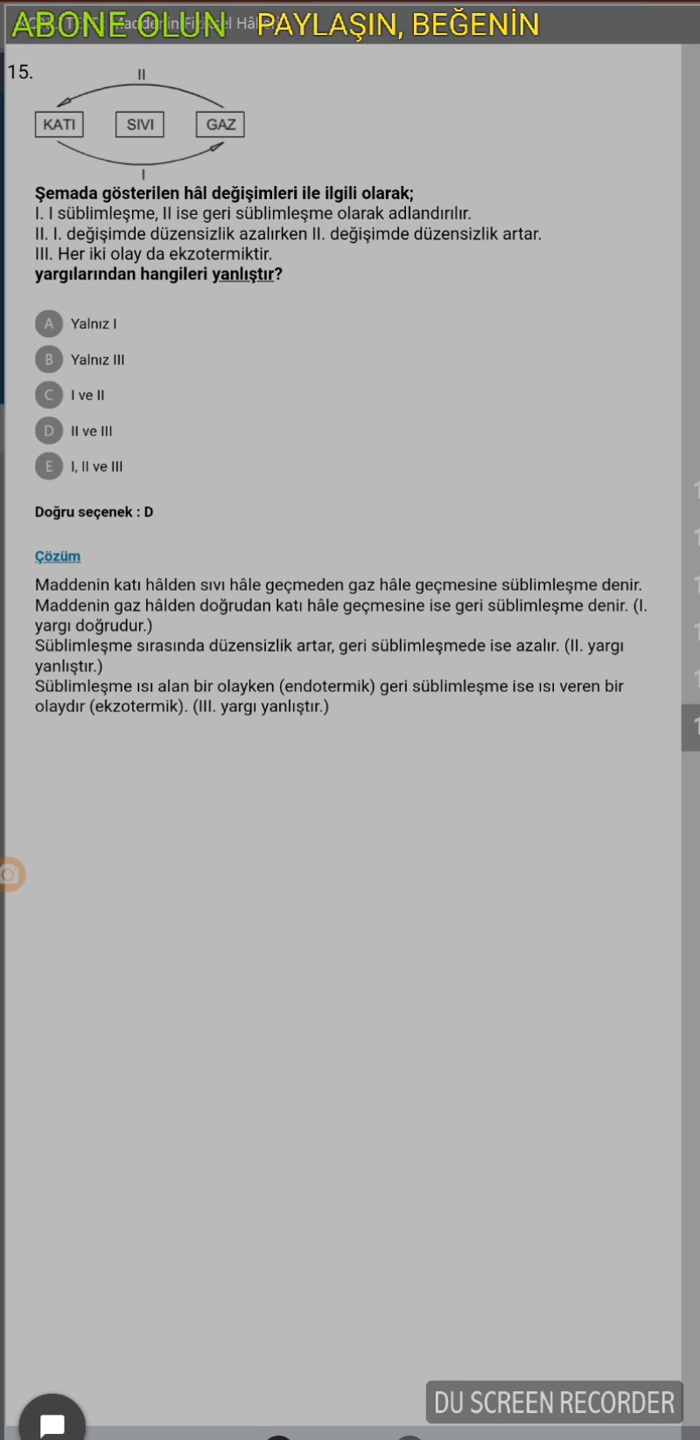 ABONE OLUN PAYLAŞIN, BEĞENİN
15.
II
KATI SIVI GAZ
I
Şemada gösterilen hâl değişimleri ile ilgili olarak;
I. I süblimleşme, II ise geri süblimleşme olarak adlandırılır.
II. I. değişimde düzensizlik azalırken II. değişimde düzensizlik artar.
III. Her iki olay da ekzotermiktir.
yargılarından hangileri yanlıştır?
A Yalnız I
B Yalnız III
C I ve II
D II ve III
E I, II ve III
Doğru seçenek : D
Çözüm
Maddenin katı hâlden sıvı hâle geçmeden gaz hâle geçmesine süblimleşme denir.
Maddenin gaz hâlden doğrudan katı hâle geçmesine ise geri süblimleşme denir. (I.
yargı doğrudur.)
Süblimleşme sırasında düzensizlik artar, geri süblimleşmede ise azalır. (II. yargı
yanlıştır.)
Süblimleşme ısı alan bir olayken (endotermik) geri süblimleşme ise ısı veren bir
olaydır (ekzotermik). (III. yargı yanlıştır.)
DU SCREEN RECORDER